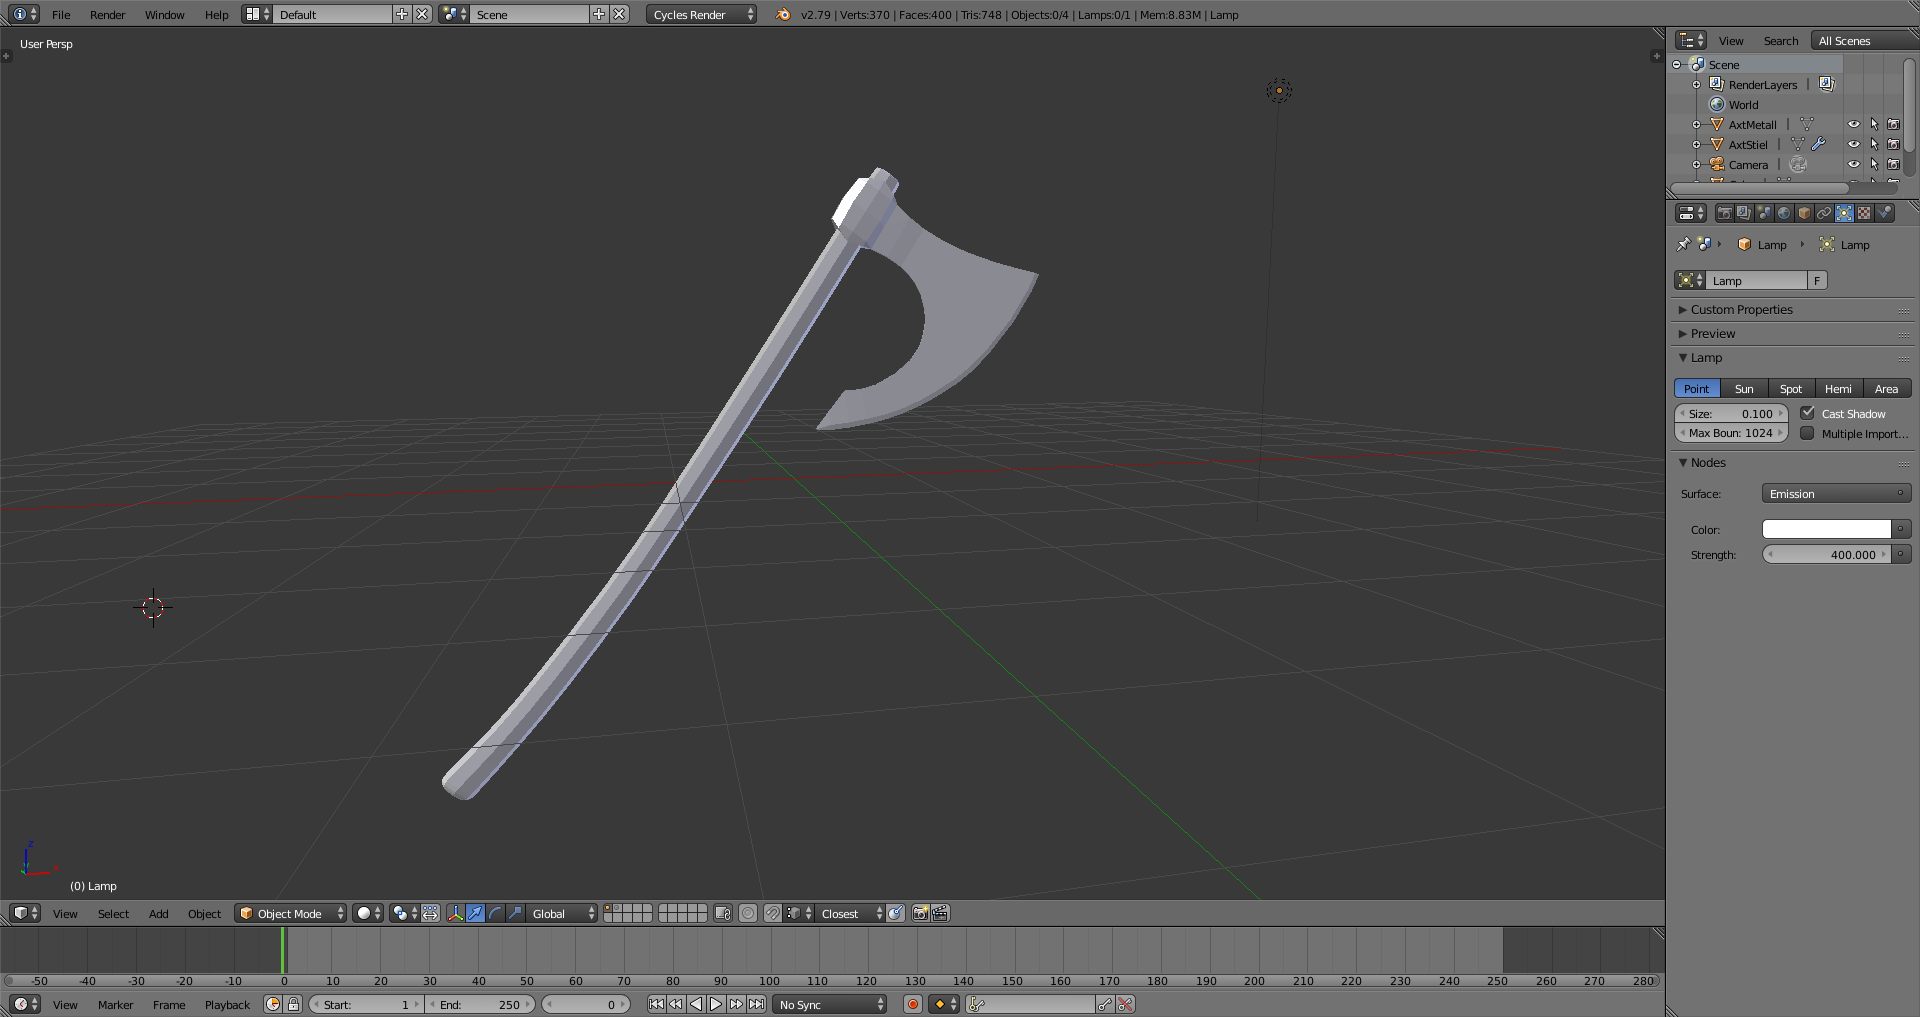 File Render Window Help Default Scene Cycles Render v2.79 | Verts:370 | Faces:400 | Tris:748 | Objects:0/4 | Lamps:0/1 | Mem:8.83M | Lamp
User Persp
View Search All Scenes
Scene
RenderLayers |
World
AxtMetall |
AxtStiel |
Camera |
Lamp Lamp
Lamp F
Custom Properties
Preview
Lamp
Point Sun Spot Hemi Area
Size: 0.100 Cast Shadow
Max Boun: 1024 Multiple Import...
Nodes
Surface: Emission
Color:
Strength: 400.000
z
x
(0) Lamp
View Select Add Object Object Mode Global Closest
-50 -40 -30 -20 -10 0 10 20 30 40 50 60 70 80 90 100 110 120 130 140 150 160 170 180 190 200 210 220 230 240 250 260 270 280
View Marker Frame Playback Start: 1 End: 250 0 No Sync